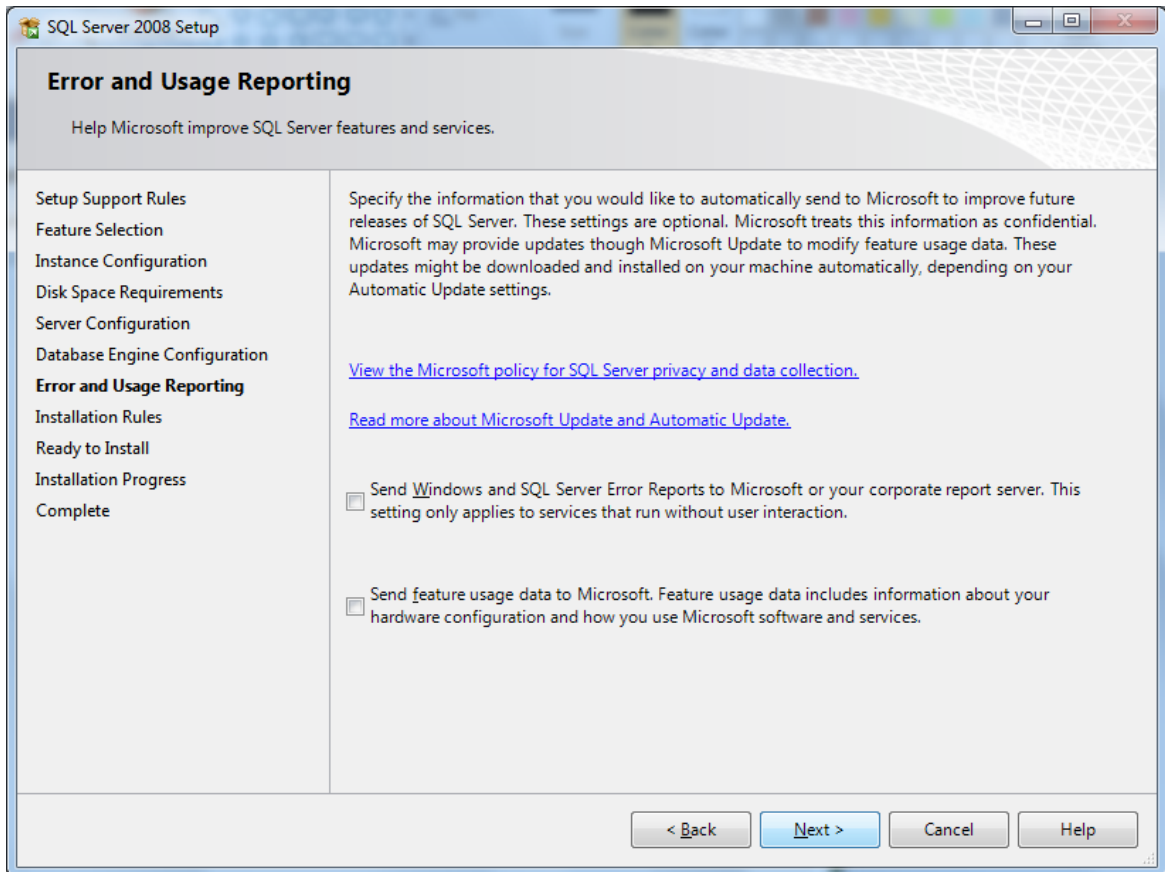 SQL Server 2008 Setup
Error and Usage Reporting
Help Microsoft improve SQL Server features and services.
Setup Support Rules
Feature Selection
Instance Configuration
Disk Space Requirements
Server Configuration
Database Engine Configuration
Error and Usage Reporting
Installation Rules
Ready to Install
Installation Progress
Complete
Specify the information that you would like to automatically send to Microsoft to improve future
releases of SQL Server. These settings are optional. Microsoft treats this information as confidential.
Microsoft may provide updates though Microsoft Update to modify feature usage data. These
updates might be downloaded and installed on your machine automatically, depending on your
Automatic Update settings.
View the Microsoft policy for SQL Server privacy and data collection.
Read more about Microsoft Update and Automatic Update.
Send Windows and SQL Server Error Reports to Microsoft or your corporate report server. This
setting only applies to services that run without user interaction.
Send feature usage data to Microsoft. Feature usage data includes information about your
hardware configuration and how you use Microsoft software and services.
< Back Next > Cancel Help